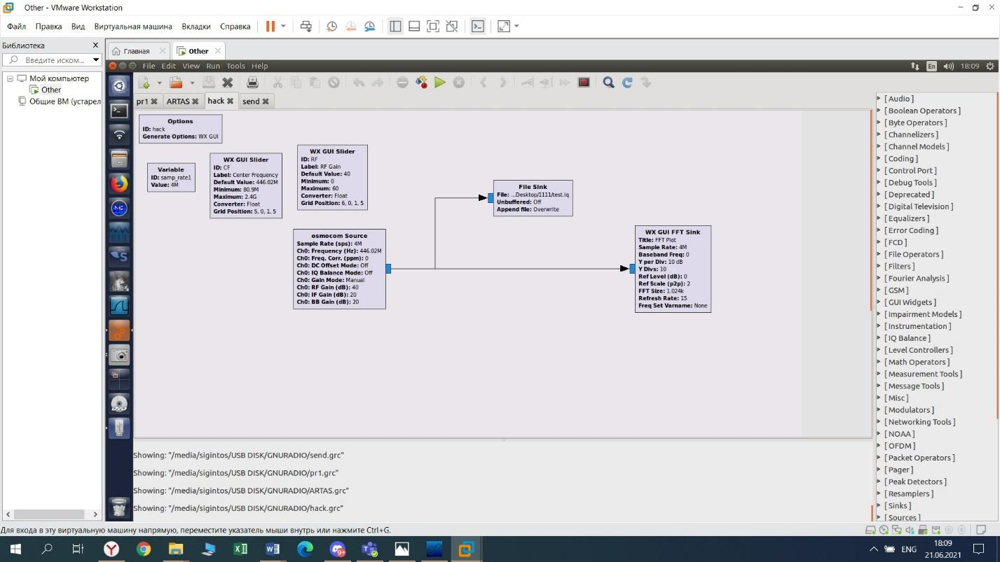 Other - VMware Workstation
Файл Правка Вид Виртуальная машина Вкладки Справка
Библиотека
Введите иском...
Мой компьютер
Other
Общие ВМ (устарел
Главная
Other
File Edit View Run Tools Help
En 18:09
pr1 ARTAS hack send
Options
ID: hack
Generate Options: WX GUI
Variable
ID: samp_rate1
Value: 4M
WX GUI Slider
ID: CF
Label: Center Frequency
Default Value: 446.02M
Minimum: 80.9M
Maximum: 2.4G
Converter: Float
Grid Position: 5, 0, 1, 5
WX GUI Slider
ID: RF
Label: RF Gain
Default Value: 40
Minimum: 0
Maximum: 60
Converter: Float
Grid Position: 6, 0, 1, 5
osmocom Source
Sample Rate (sps): 4M
Ch0: Frequency (Hz): 446.02M
Ch0: Freq. Corr. (ppm): 0
Ch0: DC Offset Mode: Off
Ch0: IQ Balance Mode: Off
Ch0: Gain Mode: Manual
Ch0: RF Gain (dB): 40
Ch0: IF Gain (dB): 20
Ch0: BB Gain (dB): 20
File Sink
File: ...Desktop/1111/test.iq
Unbuffered: Off
Append file: Overwrite
WX GUI FFT Sink
Title: FFT Plot
Sample Rate: 4M
Baseband Freq: 0
Y per Div: 10 dB
Y Divs: 10
Ref Level (dB): 0
Ref Scale (p2p): 2
FFT Size: 1.024k
Refresh Rate: 15
Freq Set Varname: None
[ Audio ]
[ Boolean Operators ]
[ Byte Operators ]
[ Channelizers ]
[ Channel Models ]
[ Coding ]
[ Control Port ]
[ Debug Tools ]
[ Deprecated ]
[ Digital Television ]
[ Equalizers ]
[ Error Coding ]
[ FCD ]
[ File Operators ]
[ Filters ]
[ Fourier Analysis ]
[ GSM ]
[ GUI Widgets ]
[ Impairment Models ]
[ Instrumentation ]
[ IQ Balance ]
[ Level Controllers ]
[ Math Operators ]
[ Measurement Tools ]
[ Message Tools ]
[ Misc ]
[ Modulators ]
[ Networking Tools ]
[ NOAA ]
[ OFDM ]
[ Packet Operators ]
[ Pager ]
[ Peak Detectors ]
[ Resamplers ]
[ Sinks ]
[ Sources ]
Showing: "/media/sigintos/USB DISK/GNURADIO/send.grc"
Showing: "/media/sigintos/USB DISK/GNURADIO/pr1.grc"
Showing: "/media/sigintos/USB DISK/GNURADIO/ARTAS.grc"
Showing: "/media/sigintos/USB DISK/GNURADIO/hack.grc"
Для входа в эту виртуальную машину напрямую, переместите указатель мыши внутрь или нажмите Ctrl+G.
ENG
18:09
21.06.2021